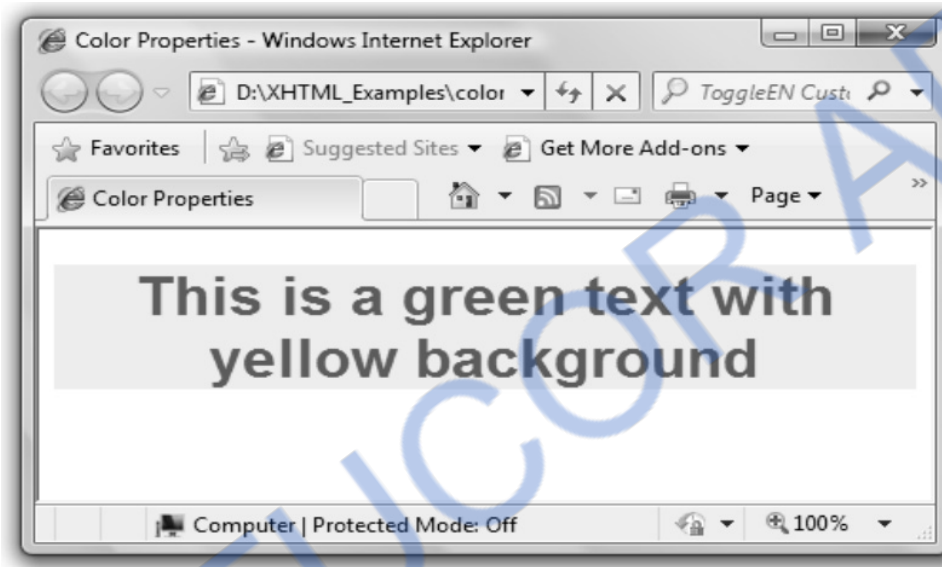 Color Properties - Windows Internet Explorer
D:\XHTML_Examples\color
ToggleEN
Favorites Suggested Sites Get More Add-ons
Color Properties Page »
This is a green text with
yellow background
Computer | Protected Mode: Off 100%